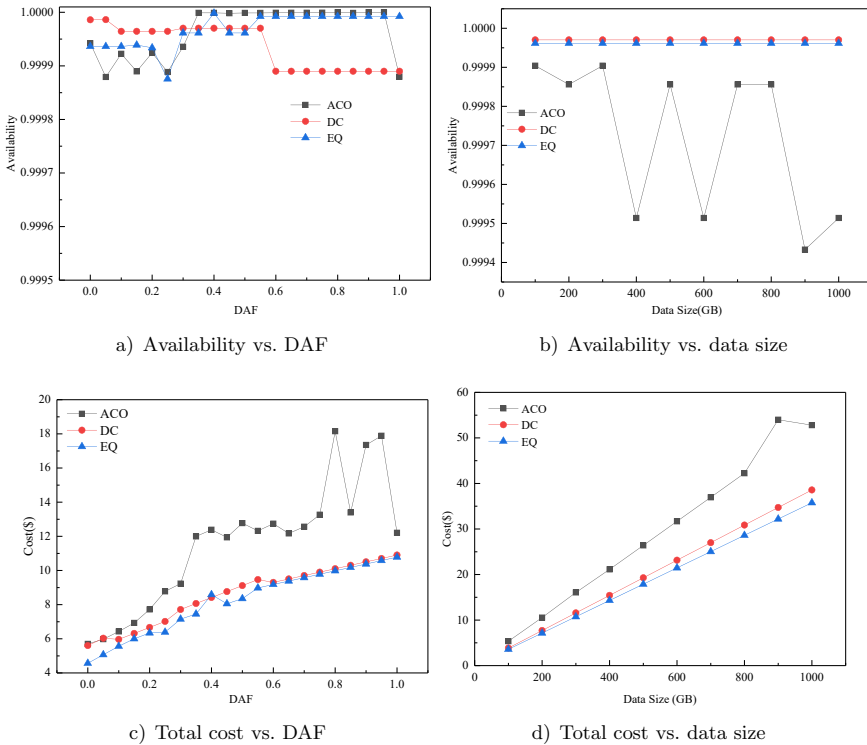 1.0000
0.9999
0.9998
0.9997
0.9996
0.9995
Availability
ACO
DC
EQ
0.0 0.2 0.4 0.6 0.8 1.0
DAF
a) Availability vs. DAF
1.0000
0.9999
0.9998
0.9997
0.9996
0.9995
0.9994
Availability
ACO
DC
EQ
0 200 400 600 800 1000
Data Size(GB)
b) Availability vs. data size
20
18
16
14
12
10
8
6
4
Cost($)
ACO
DC
EQ
0.0 0.2 0.4 0.6 0.8 1.0
DAF
c) Total cost vs. DAF
60
50
40
30
20
10
0
Cost($)
ACO
DC
EQ
0 200 400 600 800 1000
Data Size (GB)
d) Total cost vs. data size